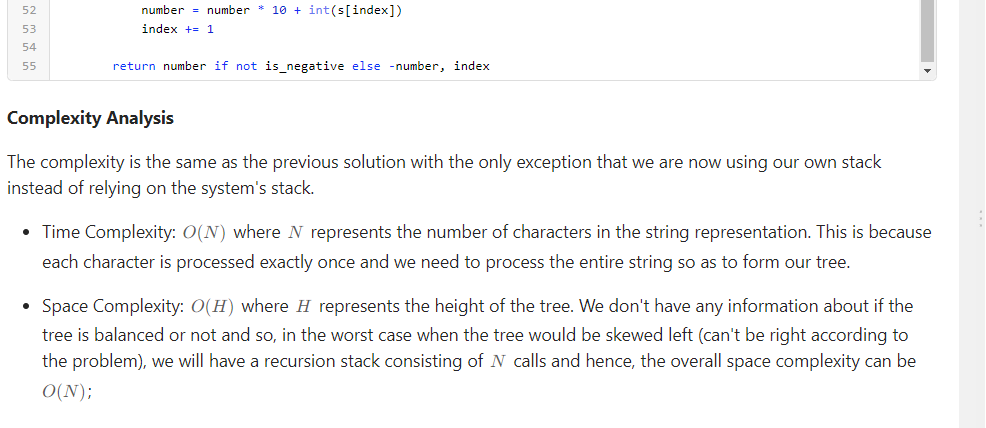 52 number = number * 10 + int(s[index])
53 index += 1
54
55 return number if not is_negative else -number, index
Complexity Analysis
The complexity is the same as the previous solution with the only exception that we are now using our own stack
instead of relying on the system's stack.
• Time Complexity: O(N) where N represents the number of characters in the string representation. This is because
each character is processed exactly once and we need to process the entire string so as to form our tree.
• Space Complexity: O(H) where H represents the height of the tree. We don't have any information about if the
tree is balanced or not and so, in the worst case when the tree would be skewed left (can't be right according to
the problem), we will have a recursion stack consisting of N calls and hence, the overall space complexity can be
O(N);